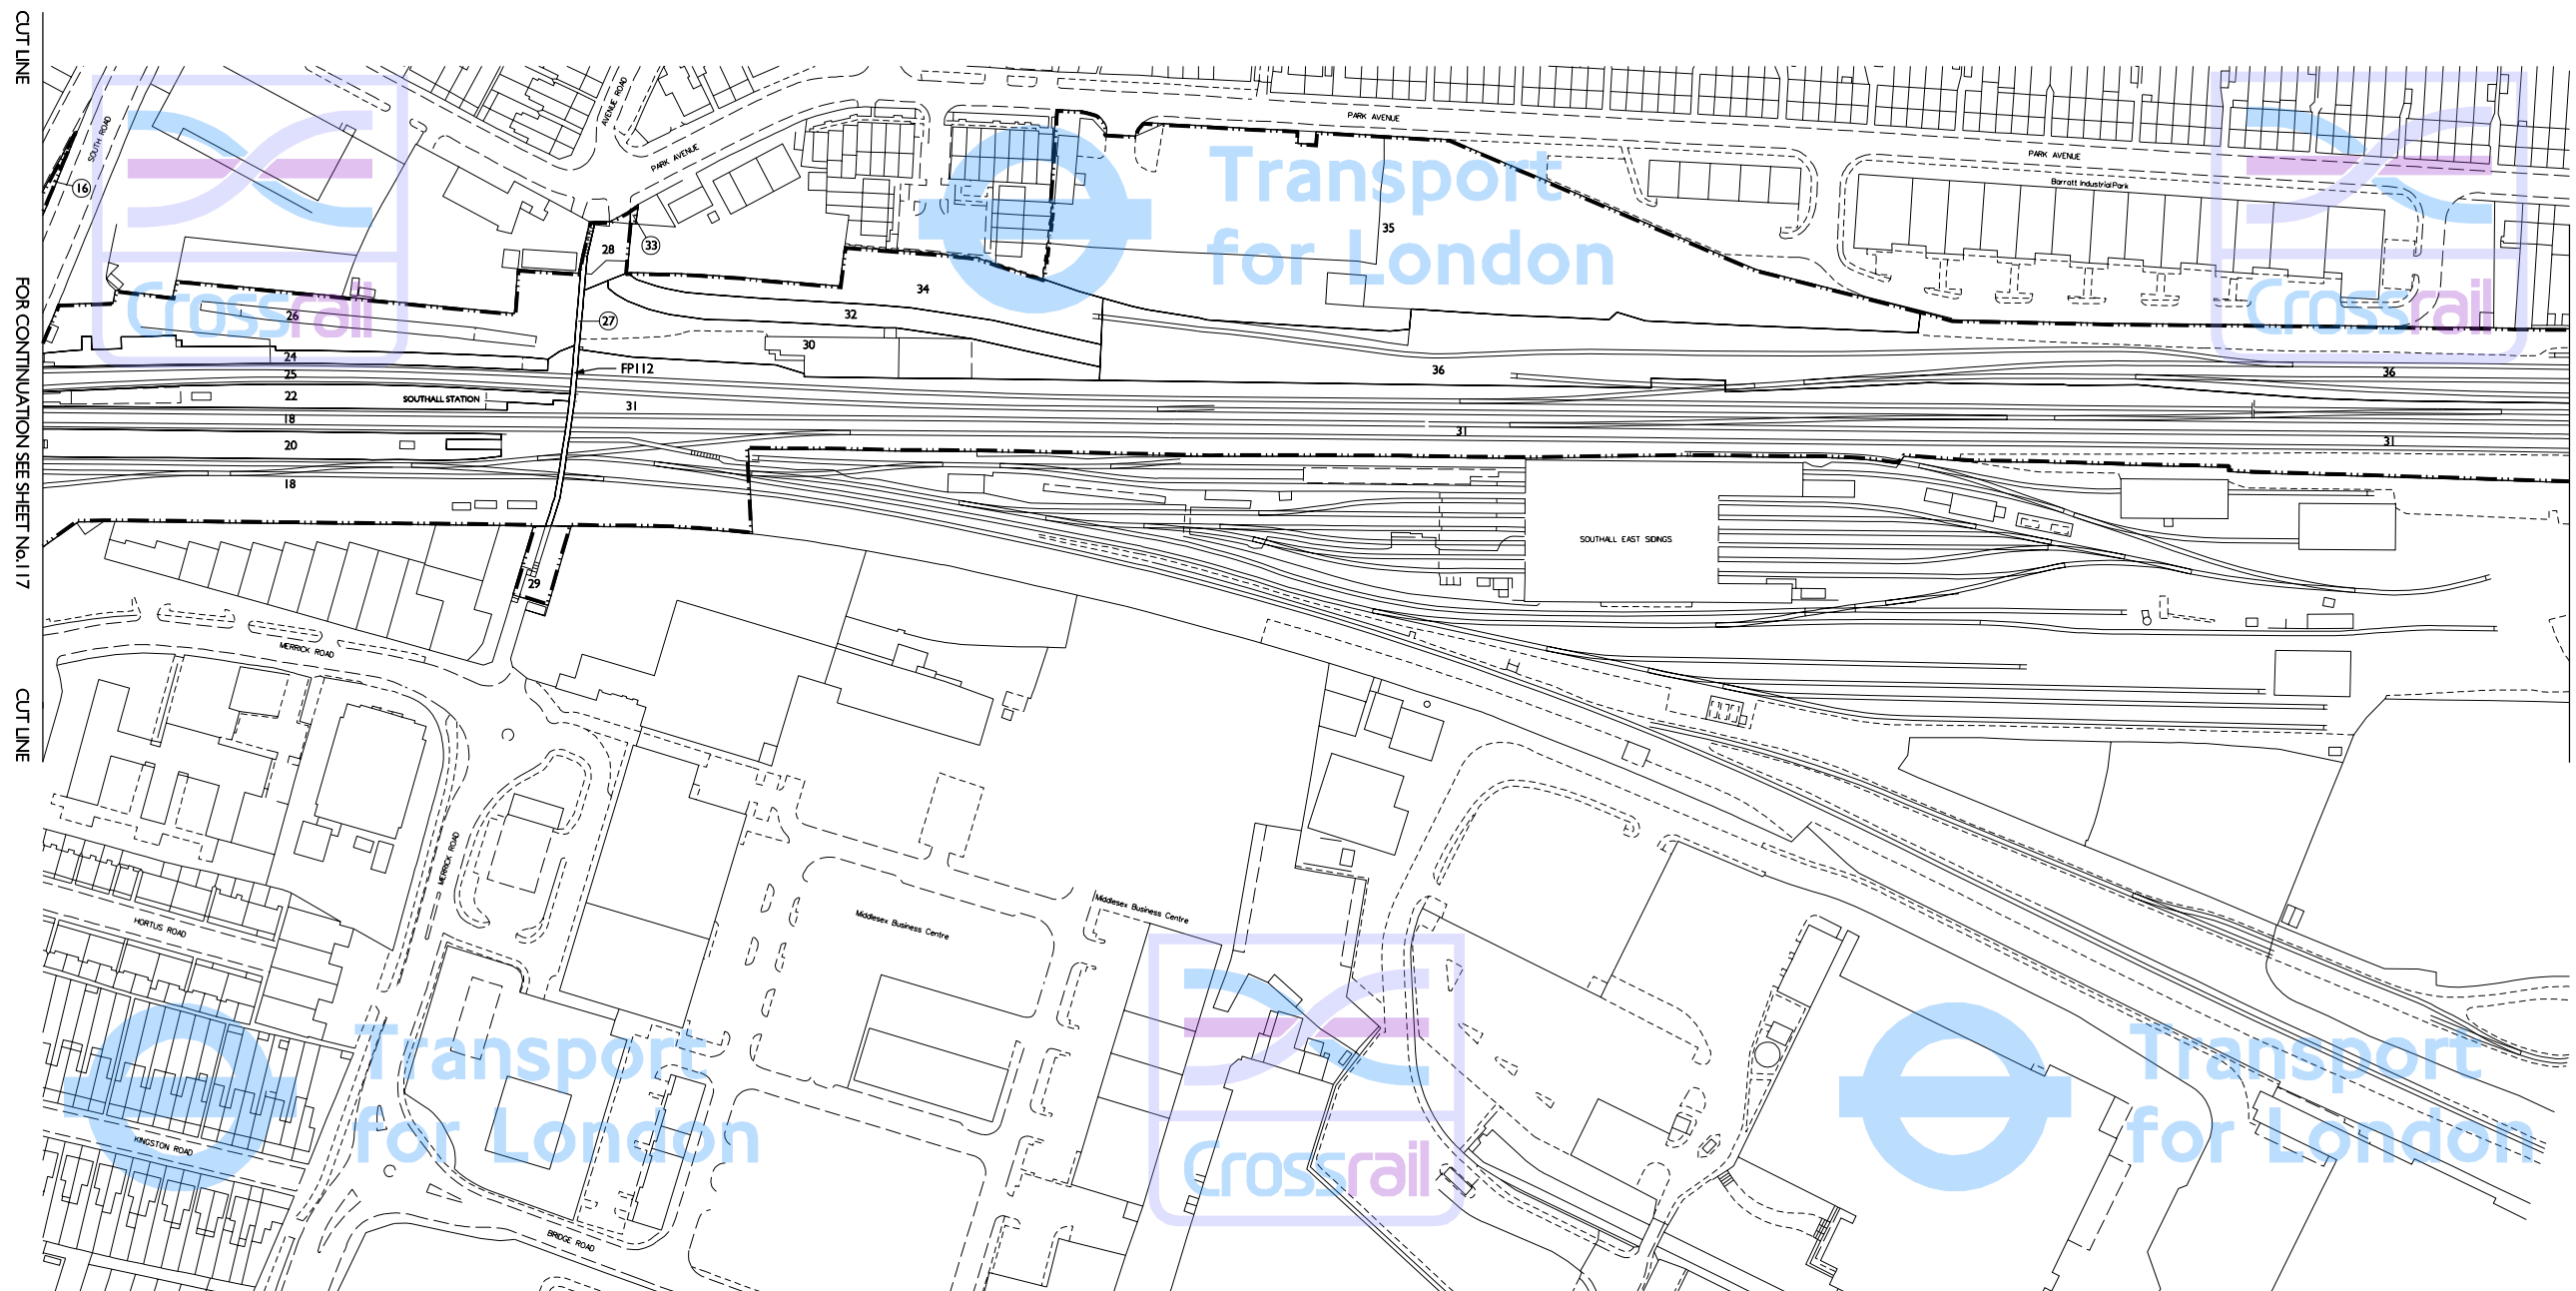 CUT LINE
FOR CONTINUATION SEE SHEET No.117
CUT LINE
SOUTH ROAD
16
AVENUE ROAD
PARK AVENUE
PARK AVENUE
PARK AVENUE
Barratt Industrial Park
28
33
35
34
26
27
32
30
24
25
FP112
36
36
22
SOUTHALL STATION
31
18
31
31
20
18
SOUTHALL EAST SIDINGS
29
MERRICK ROAD
MERRICK ROAD
HORTUS ROAD
Middlesex Business Centre
Middlesex Business Centre
KINGSTON ROAD
BRIDGE ROAD
Crossrail
Transport
for London
Crossrail
Transport
for London
Crossrail
Transport
for London